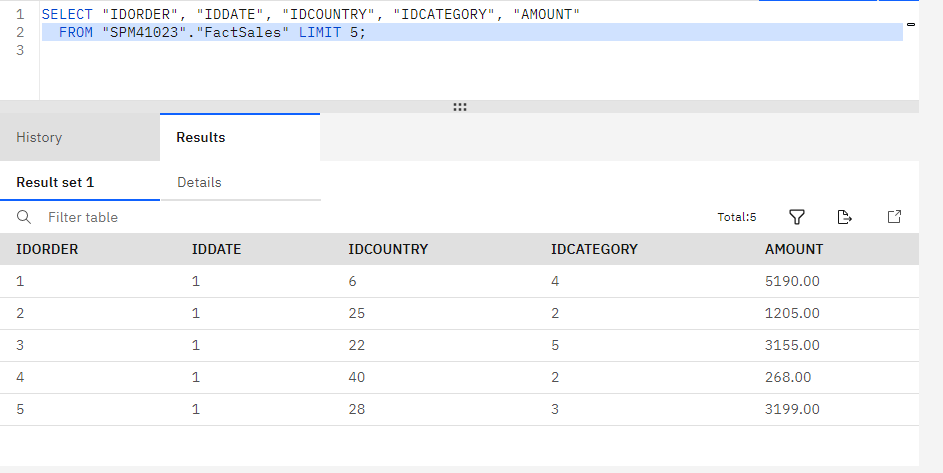 1 SELECT "IDORDER", "IDDATE", "IDCOUNTRY", "IDCATEGORY", "AMOUNT"
2 FROM "SPM41023"."FactSales" LIMIT 5;
3
History Results
Result set 1 Details
Filter table Total:5
IDORDER IDDATE IDCOUNTRY IDCATEGORY AMOUNT
1 1 6 4 5190.00
2 1 25 2 1205.00
3 1 22 5 3155.00
4 1 40 2 268.00
5 1 28 3 3199.00